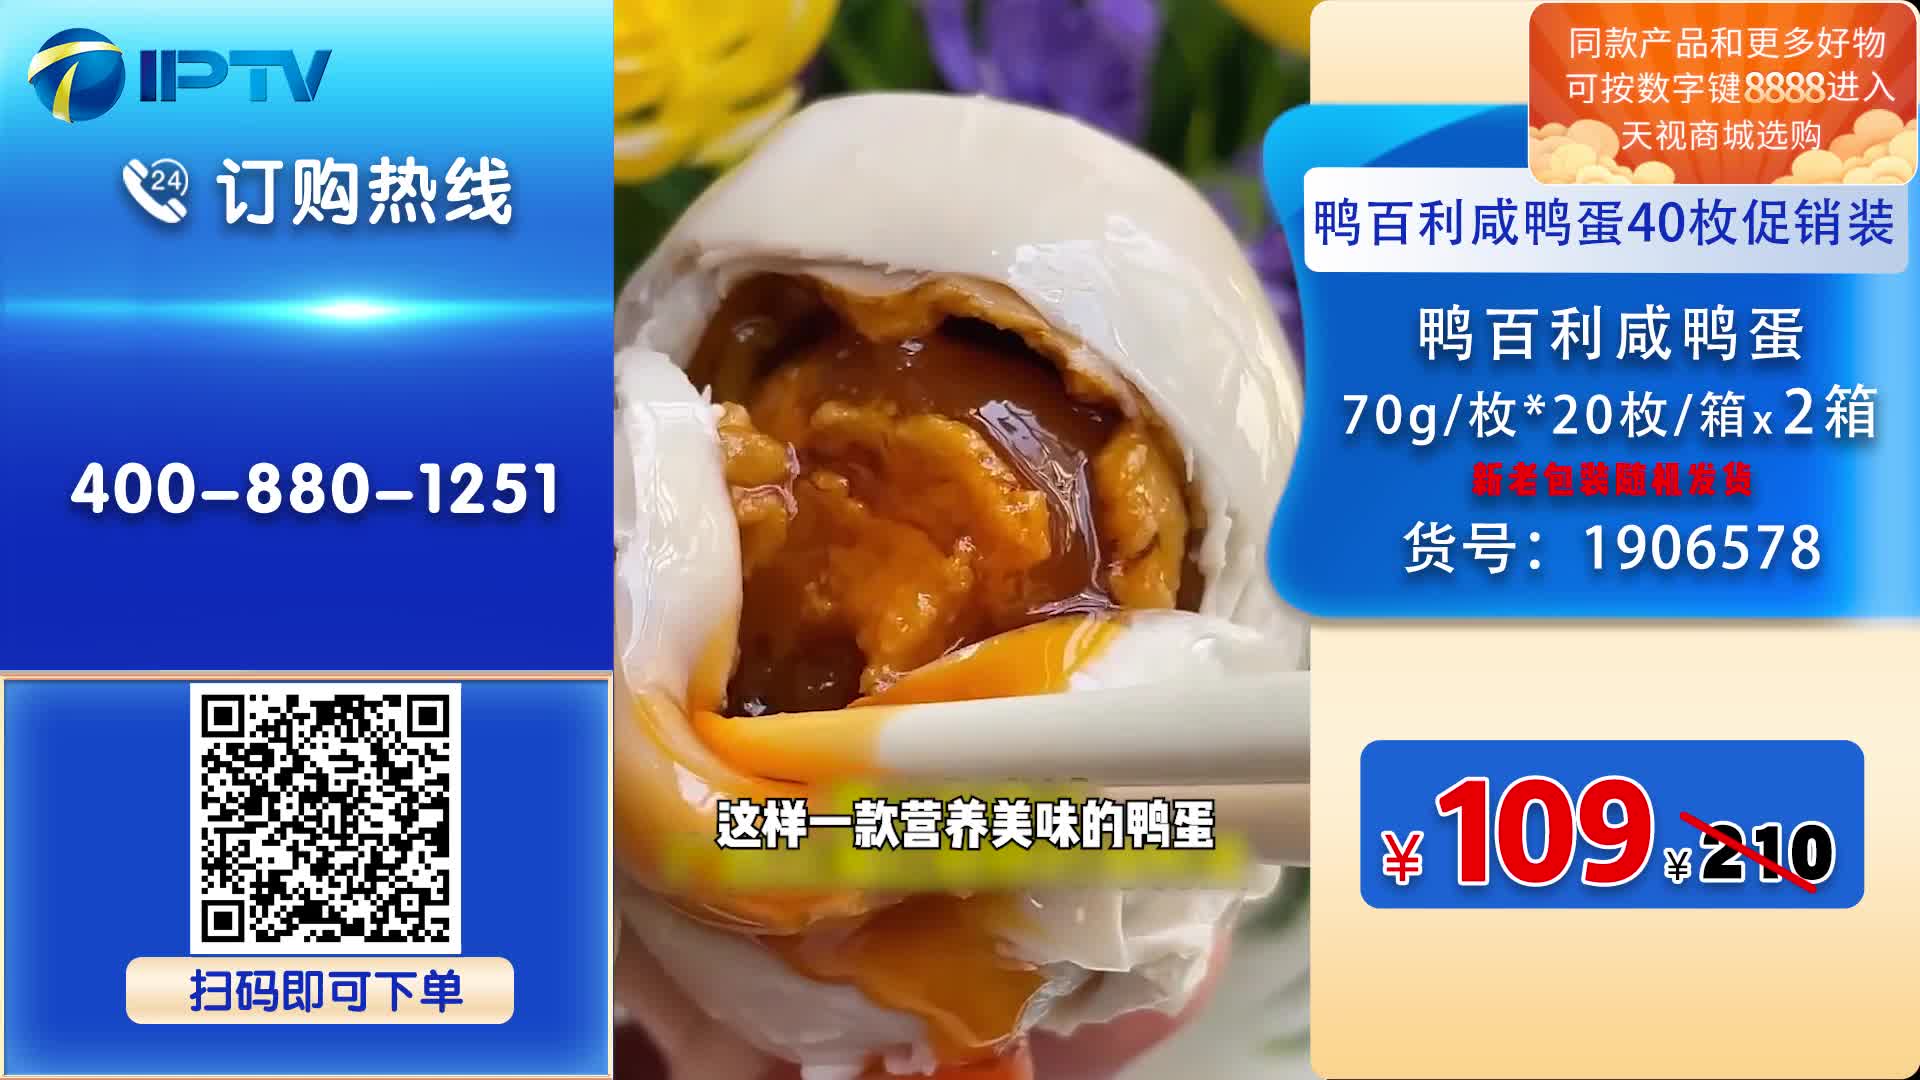 IPTV
24
订购热线
400-880-1251
扫码即可下单
这样一款营养美味的鸭蛋
同款产品和更多好物
可按数字键8888进入
天视商城选购
鸭百利咸鸭蛋40枚促销装
鸭百利咸鸭蛋
70g/枚*20枚/箱x2箱
新老包装随机发货
货号：1906578
¥109 ¥210